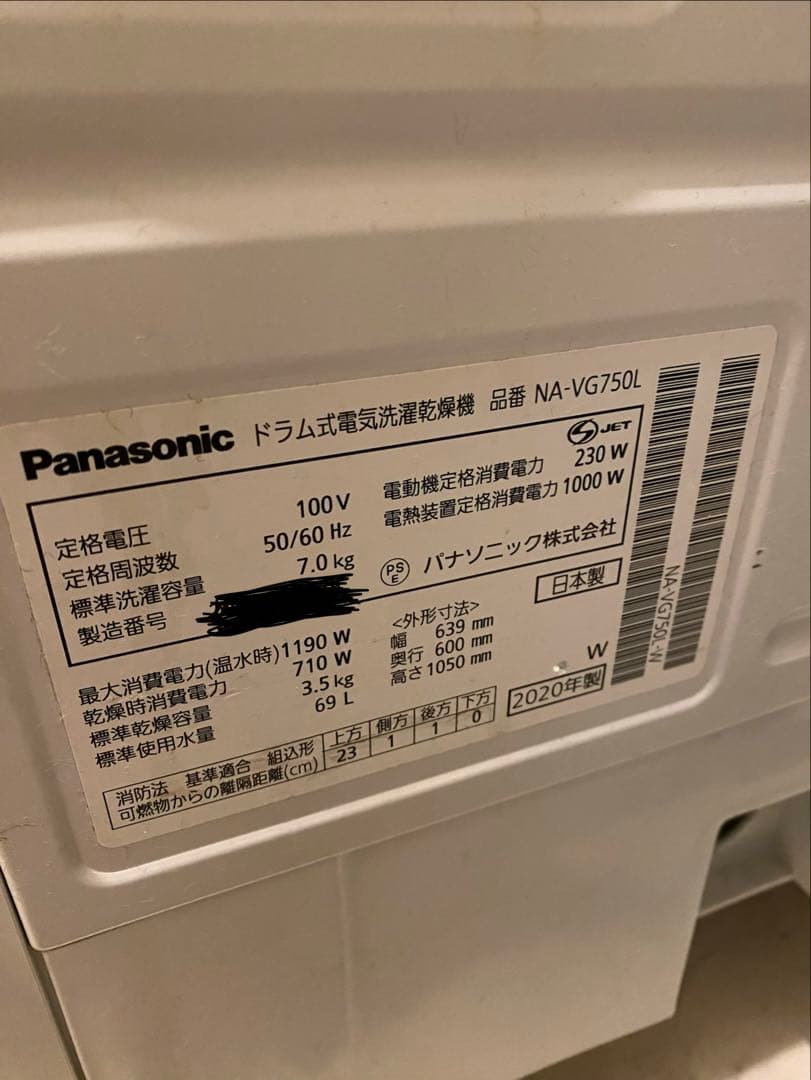 Panasonic ドラム式電気洗濯乾燥機 品番 NA-VG750L
定格電圧 100V
定格周波数 50/60 Hz
標準洗濯容量 7.0 kg
製造番号
JET
電動機定格消費電力 230 W
電熱装置定格消費電力 1000 W
PSE パナソニック株式会社
日本製
最大消費電力(温水時) 1190 W
乾燥時消費電力 710 W
標準乾燥容量 3.5 kg
標準使用水量 69 L
<外形寸法>
幅 639 mm
奥行 600 mm
高さ 1050 mm
W
2020年製
消防法 基準適合 組込形
可燃物からの離隔距離(cm)
上方 側方 後方 下方
23 1 1 0
NA-VG750L-W